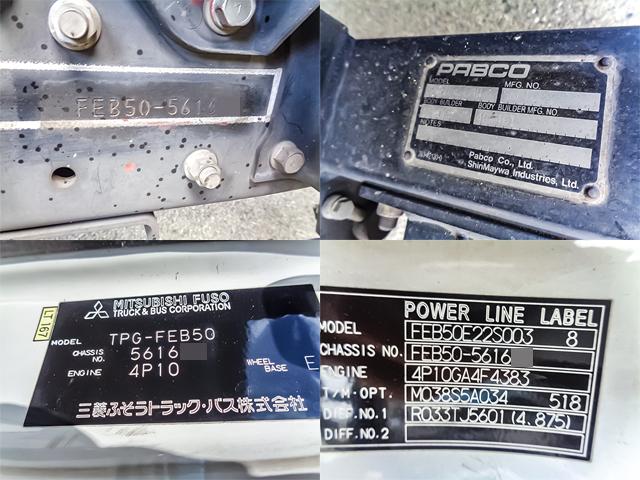 FEB50-5616
PABCO
MODEL MFG. NO.
BODY BUILDER BODY BUILDER MFG. NO.
NOTES
Pabco Co., Ltd.
ShinMaywa Industries, Ltd.
LT 167
MITSUBISHI FUSO
TRUCK & BUS CORPORATION
MODEL TPG-FEB50
CHASSIS NO. 5616
ENGINE 4P10
WHEEL BASE E
三菱ふそうトラック・バス株式会社
POWER LINE LABEL
MODEL FEB50E22S003 8
CHASSIS NO. FEB50-5616
ENGINE 4P10GA4F4383
T/M-OPT. M038S5A034 518
DIFF.NO.1 R033TJ5601(4.875)
DIFF.NO.2